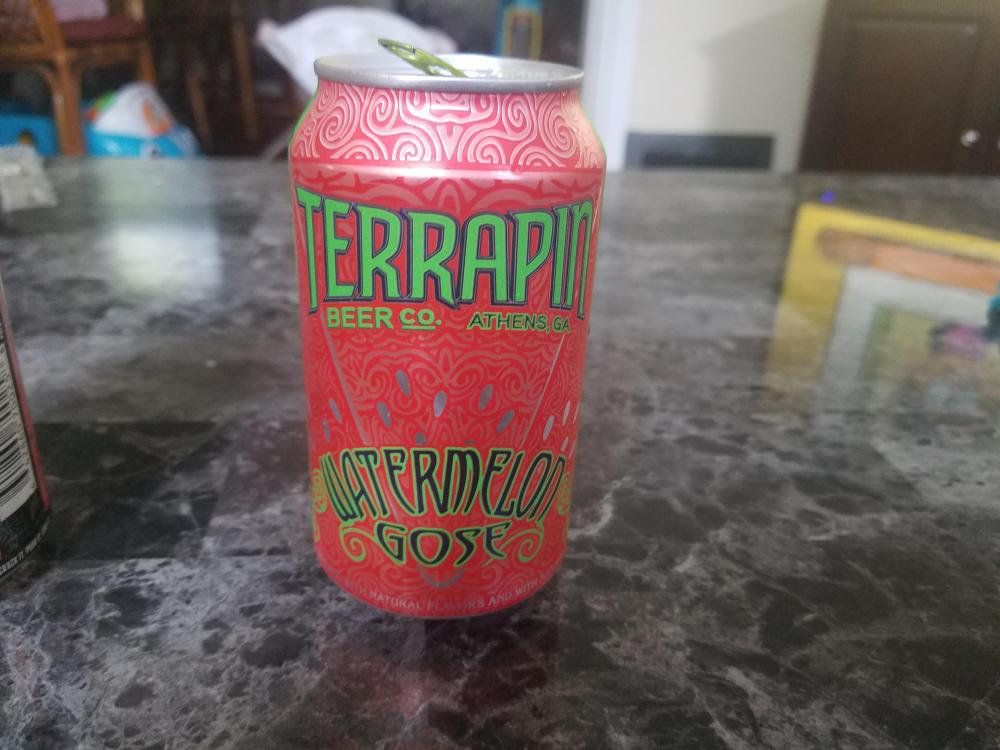 TERRAPIN
BEER CO. ATHENS, GA
WATERMELON
GOSE
NATURAL FLAVORS AND WITH